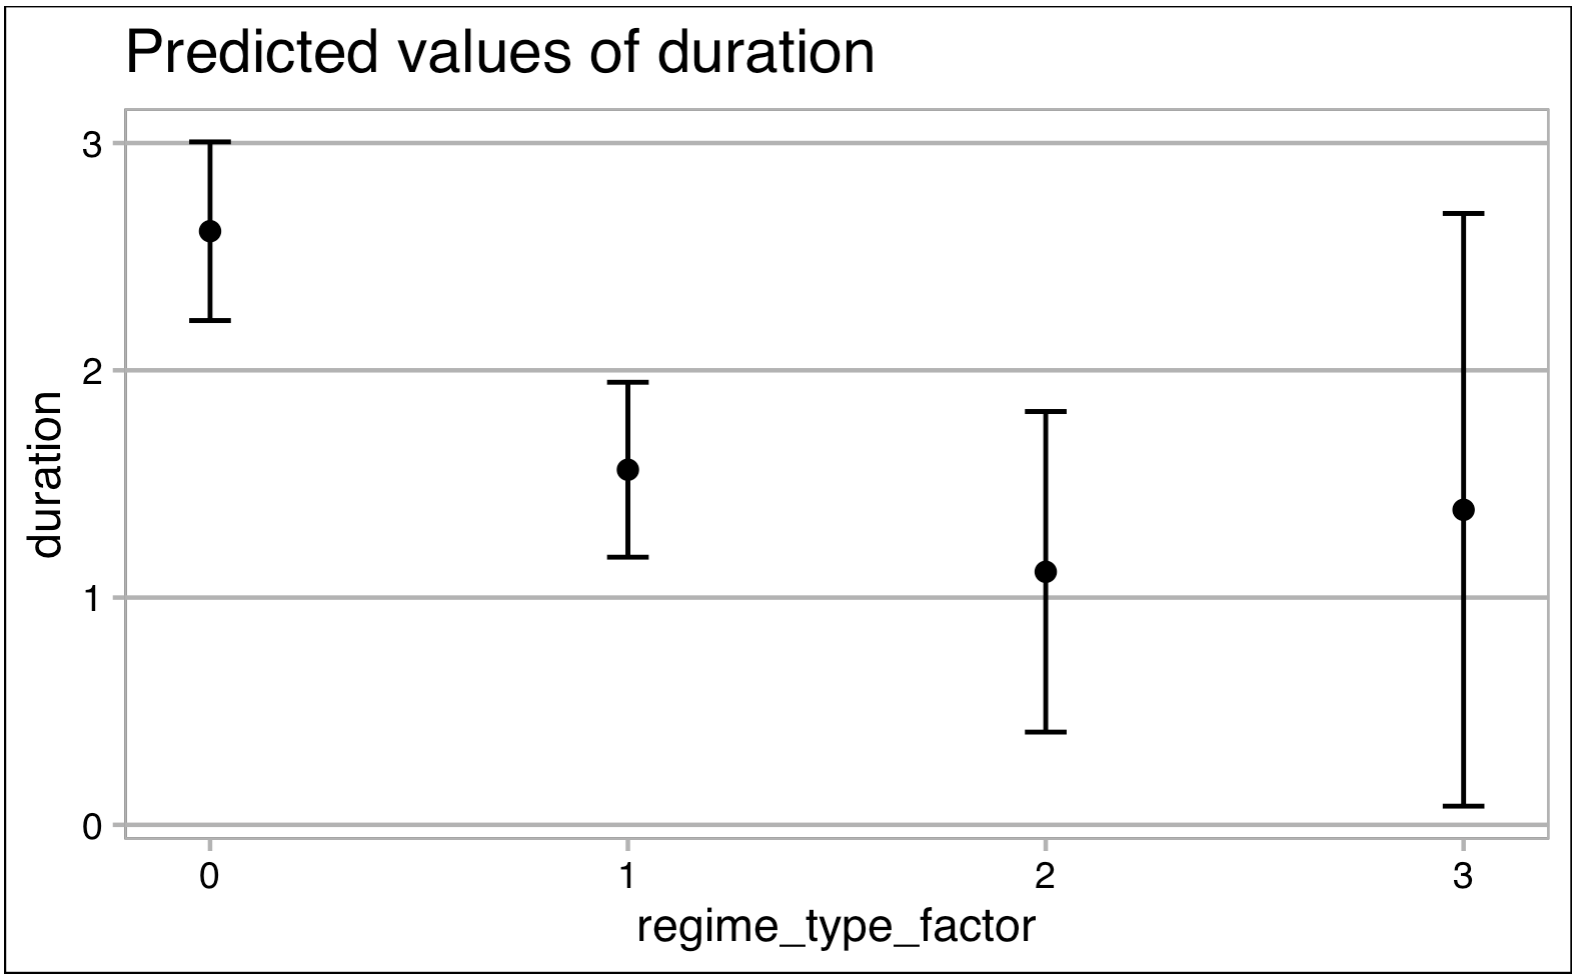 Predicted values of duration
3
2
1
0
duration
0 1 2 3
regime_type_factor